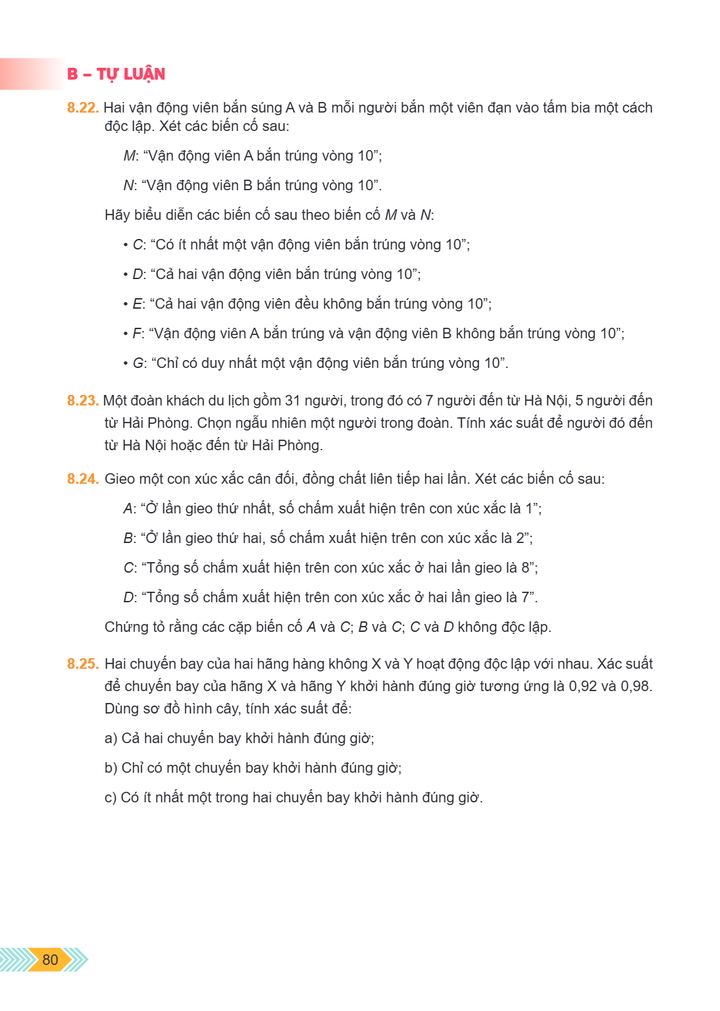 B – TỰ LUẬN
8.22. Hai vận động viên bắn súng A và B mỗi người bắn một viên đạn vào tấm bia một cách
độc lập. Xét các biến cố sau:
M: “Vận động viên A bắn trúng vòng 10”;
N: “Vận động viên B bắn trúng vòng 10”.
Hãy biểu diễn các biến cố sau theo biến cố M và N:
• C: “Có ít nhất một vận động viên bắn trúng vòng 10”;
• D: “Cả hai vận động viên bắn trúng vòng 10”;
• E: “Cả hai vận động viên đều không bắn trúng vòng 10”;
• F: “Vận động viên A bắn trúng và vận động viên B không bắn trúng vòng 10”;
• G: “Chỉ có duy nhất một vận động viên bắn trúng vòng 10”.
8.23. Một đoàn khách du lịch gồm 31 người, trong đó có 7 người đến từ Hà Nội, 5 người đến
từ Hải Phòng. Chọn ngẫu nhiên một người trong đoàn. Tính xác suất để người đó đến
từ Hà Nội hoặc đến từ Hải Phòng.
8.24. Gieo một con xúc xắc cân đối, đồng chất liên tiếp hai lần. Xét các biến cố sau:
A: “Ở lần gieo thứ nhất, số chấm xuất hiện trên con xúc xắc là 1”;
B: “Ở lần gieo thứ hai, số chấm xuất hiện trên con xúc xắc là 2”;
C: “Tổng số chấm xuất hiện trên con xúc xắc ở hai lần gieo là 8”;
D: “Tổng số chấm xuất hiện trên con xúc xắc ở hai lần gieo là 7”.
Chứng tỏ rằng các cặp biến cố A và C; B và C; C và D không độc lập.
8.25. Hai chuyến bay của hai hãng hàng không X và Y hoạt động độc lập với nhau. Xác suất
để chuyến bay của hãng X và hãng Y khởi hành đúng giờ tương ứng là 0,92 và 0,98.
Dùng sơ đồ hình cây, tính xác suất để:
a) Cả hai chuyến bay khởi hành đúng giờ;
b) Chỉ có một chuyến bay khởi hành đúng giờ;
c) Có ít nhất một trong hai chuyến bay khởi hành đúng giờ.
80